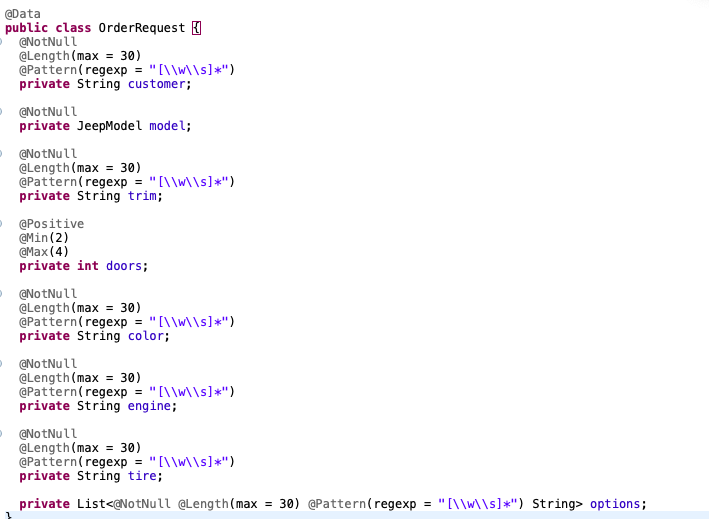 @Data
public class OrderRequest {
@NotNull
@Length(max = 30)
@Pattern(regexp = "[\\w\\s]*")
private String customer;
@NotNull
private JeepModel model;
@NotNull
@Length(max = 30)
@Pattern(regexp = "[\\w\\s]*")
private String trim;
@Positive
@Min(2)
@Max(4)
private int doors;
@NotNull
@Length(max = 30)
@Pattern(regexp = "[\\w\\s]*")
private String color;
@NotNull
@Length(max = 30)
@Pattern(regexp = "[\\w\\s]*")
private String engine;
@NotNull
@Length(max = 30)
@Pattern(regexp = "[\\w\\s]*")
private String tire;
private List<@NotNull @Length(max = 30) @Pattern(regexp = "[\\w\\s]*") String> options;
}